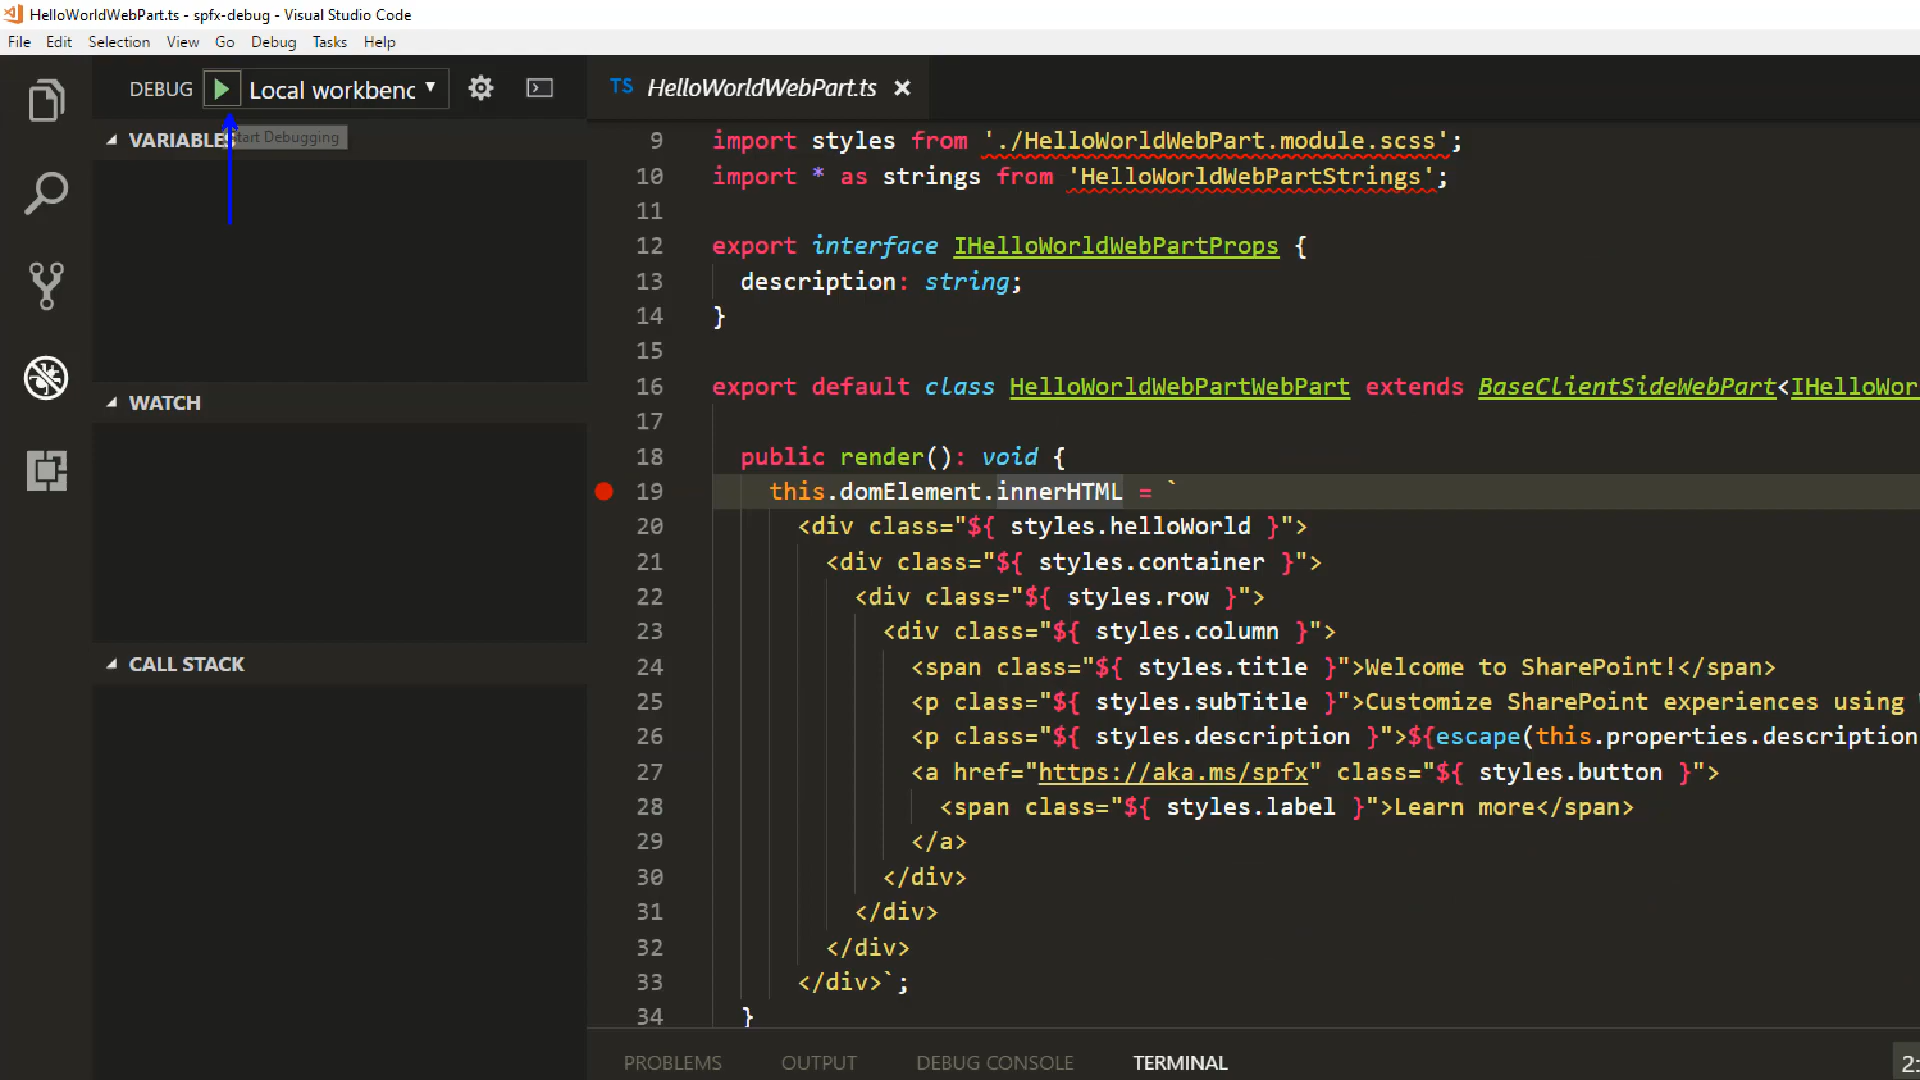 HelloWorldWebPart.ts - spfx-debug - Visual Studio Code
File Edit Selection View Go Debug Tasks Help
DEBUG Local workbenc
Start Debugging
VARIABLES
WATCH
CALL STACK
TS HelloWorldWebPart.ts ×
9 import styles from './HelloWorldWebPart.module.scss';
10 import * as strings from 'HelloWorldWebPartStrings';
11
12 export interface IHelloWorldWebPartProps {
13 description: string;
14 }
15
16 export default class HelloWorldWebPartWebPart extends BaseClientSideWebPart<IHelloWor
17
18 public render(): void {
19 this.domElement.innerHTML = `
20 <div class="${ styles.helloWorld }">
21 <div class="${ styles.container }">
22 <div class="${ styles.row }">
23 <div class="${ styles.column }">
24 <span class="${ styles.title }">Welcome to SharePoint!</span>
25 <p class="${ styles.subTitle }">Customize SharePoint experiences using
26 <p class="${ styles.description }">${escape(this.properties.description
27 <a href="https://aka.ms/spfx" class="${ styles.button }">
28 <span class="${ styles.label }">Learn more</span>
29 </a>
30 </div>
31 </div>
32 </div>
33 </div>`;
34 }
PROBLEMS OUTPUT DEBUG CONSOLE TERMINAL 2: